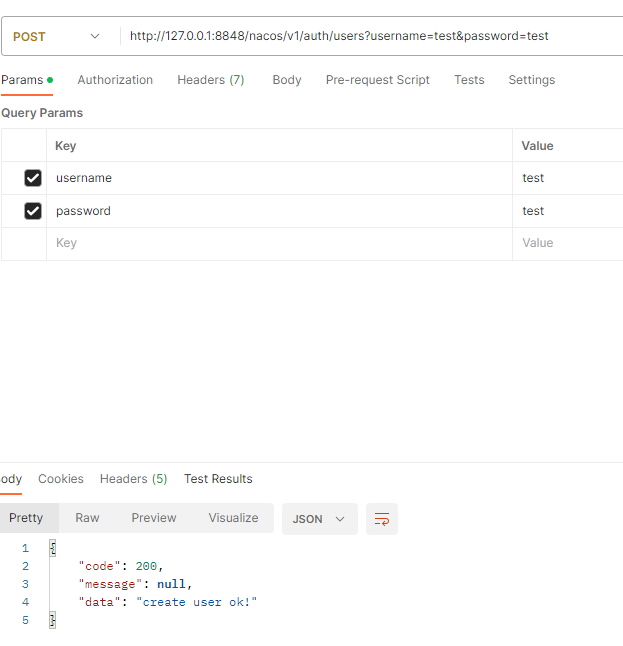 POST http://127.0.0.1:8848/nacos/v1/auth/users?username=test&password=test
Params Authorization Headers (7) Body Pre-request Script Tests Settings
Query Params
Key Value
username test
password test
Key Value
ody Cookies Headers (5) Test Results
Pretty Raw Preview Visualize JSON
1 {
2 "code": 200,
3 "message": null,
4 "data": "create user ok!"
5 }